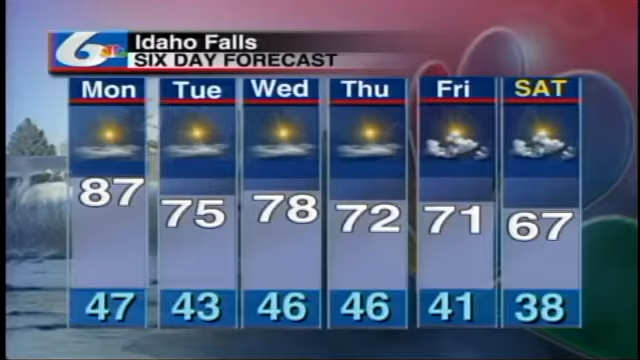 6
Idaho Falls
SIX DAY FORECAST
Mon Tue Wed Thu Fri SAT
87 75 78 72 71 67
47 43 46 46 41 38